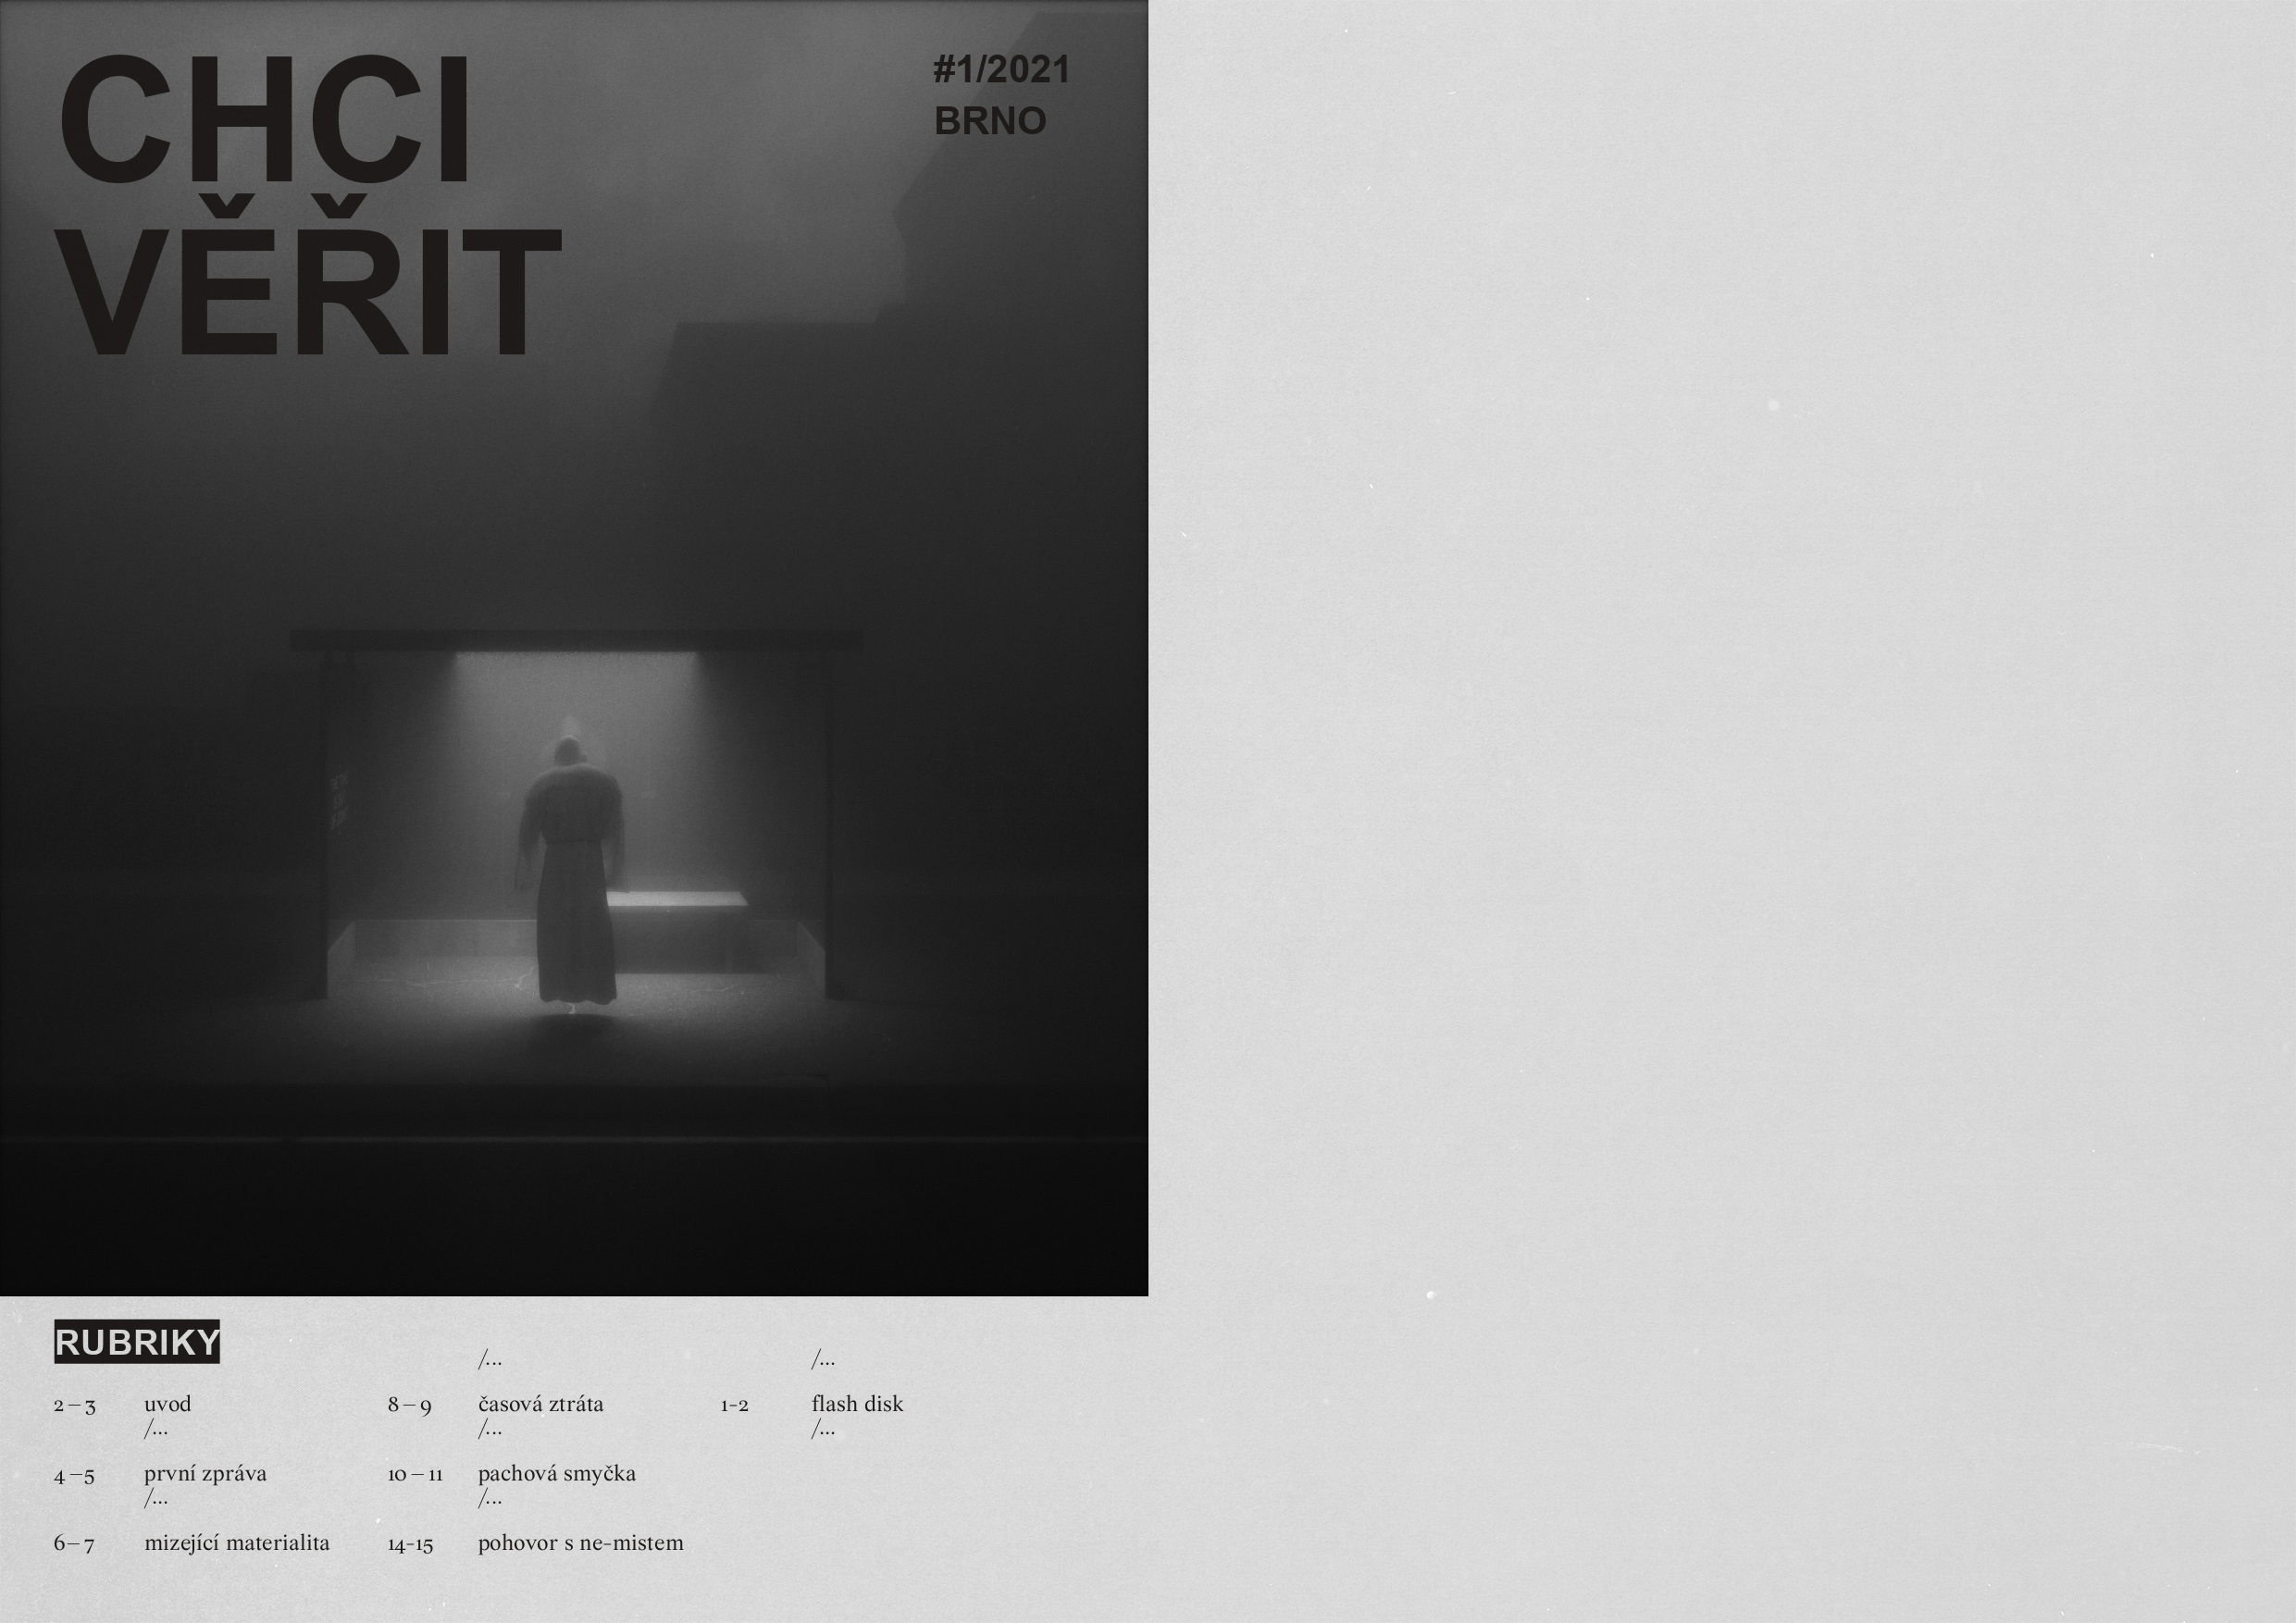 CHCI
VĚŘIT
#1/2021
BRNO
RUBRIKY
2–3 uvod
/...
4–5 první zpráva
/...
6–7 mizející materialita
/...
8–9 časová ztráta
/...
10–11 pachová smyčka
/...
14-15 pohovor s ne-mistem
/...
1-2 flash disk
/...